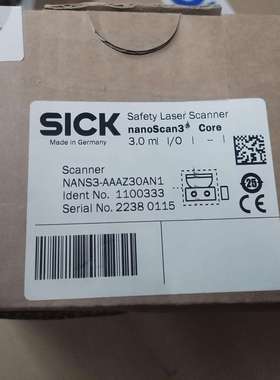 SICK
Made in Germany
Safety Laser Scanner
nanoScan3® Core
3.0 m| I/O | – |
Scanner
NANS3-AAAZ30AN1
Ident No. 1100333
Serial No. 2238 0115
25